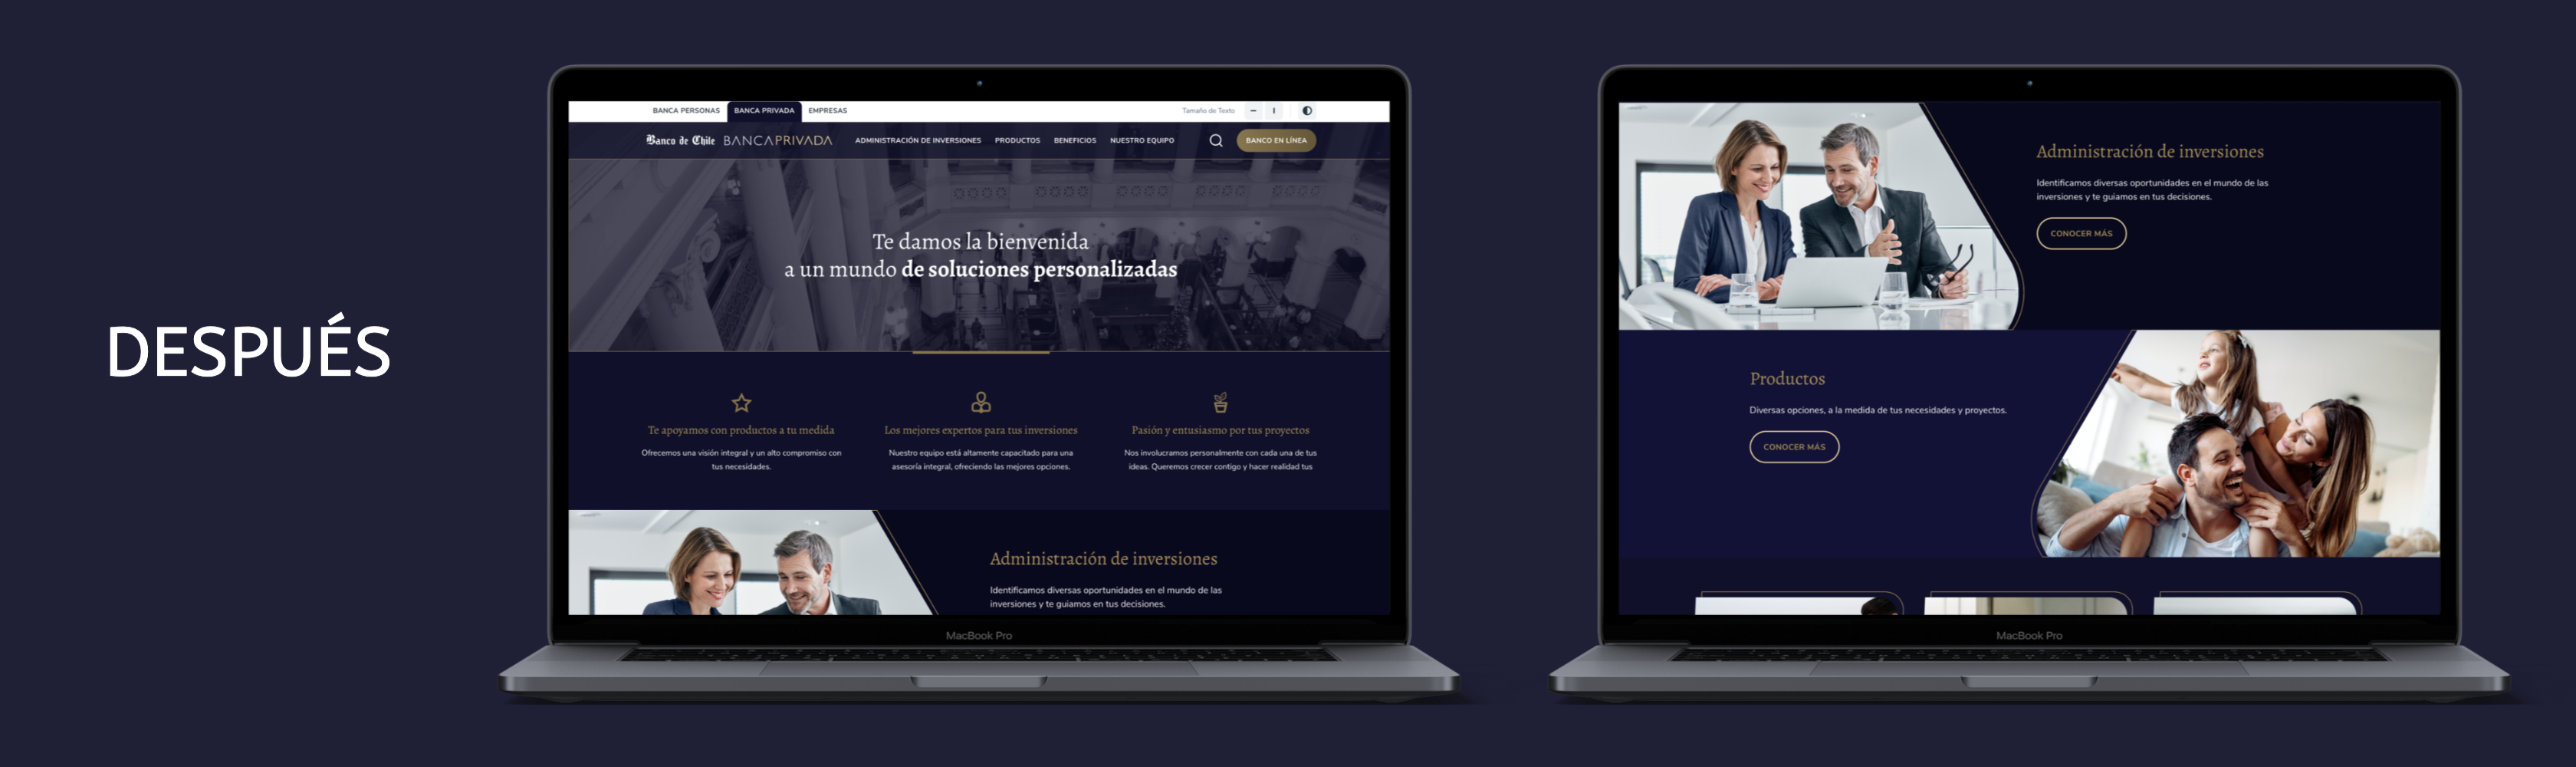 DESPUÉS
BANCA PERSONAS BANCA PRIVADA EMPRESAS
Tamaño de Texto
Banco de Chile BANCAPRIVADA ADMINISTRACIÓN DE INVERSIONES PRODUCTOS BENEFICIOS NUESTRO EQUIPO BANCO EN LÍNEA
Te damos la bienvenida
a un mundo de soluciones personalizadas
Te apoyamos con productos a tu medida
Ofrecemos una visión integral y un alto compromiso con
tus necesidades.
Los mejores expertos para tus inversiones
Nuestro equipo está altamente capacitado para una
asesoría integral, ofreciendo las mejores opciones.
Pasión y entusiasmo por tus proyectos
Nos involucramos personalmente con cada una de tus
ideas. Queremos crecer contigo y hacer realidad tus
Administración de inversiones
Identificamos diversas oportunidades en el mundo de las
inversiones y te guiamos en tus decisiones.
MacBook Pro
Administración de inversiones
Identificamos diversas oportunidades en el mundo de las
inversiones y te guiamos en tus decisiones.
CONOCER MÁS
Productos
Diversas opciones, a la medida de tus necesidades y proyectos.
CONOCER MÁS
MacBook Pro